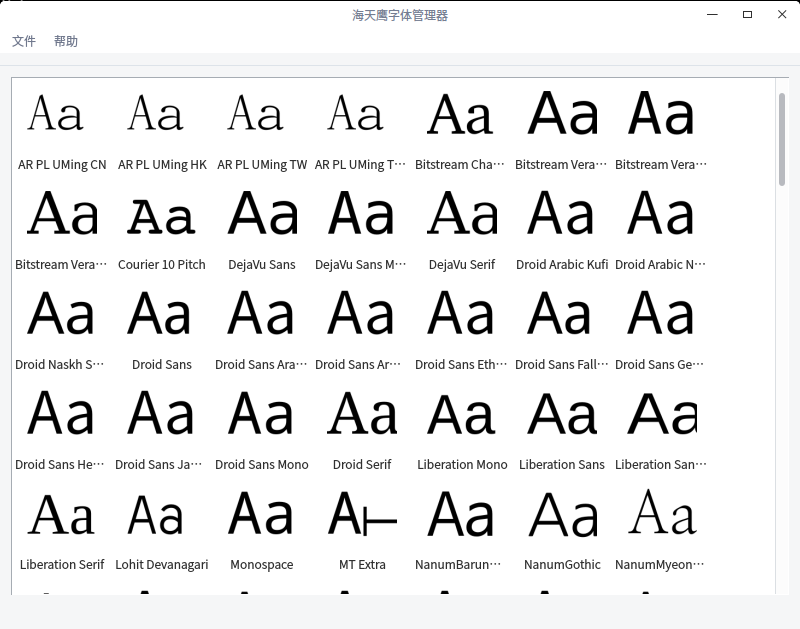 海天鹰字体管理器
文件 帮助
Aa Aa Aa Aa Aa Aa Aa
AR PL UMing CN AR PL UMing HK AR PL UMing TW AR PL UMing T··· Bitstream Cha··· Bitstream Vera··· Bitstream Vera···
Aa Aa Aa Aa Aa Aa Aa
Bitstream Vera··· Courier 10 Pitch DejaVu Sans DejaVu Sans M··· DejaVu Serif Droid Arabic Kufi Droid Arabic N···
Aa Aa Aa Aa Aa Aa Aa
Droid Naskh S··· Droid Sans Droid Sans Ara··· Droid Sans Ar··· Droid Sans Eth··· Droid Sans Fall··· Droid Sans Ge···
Aa Aa Aa Aa Aa Aa Aa
Droid Sans He··· Droid Sans Ja··· Droid Sans Mono Droid Serif Liberation Mono Liberation Sans Liberation San···
Aa Aa Aa A Aa Aa Aa
Liberation Serif Lohit Devanagari Monospace MT Extra NanumBarun··· NanumGothic NanumMyeon···